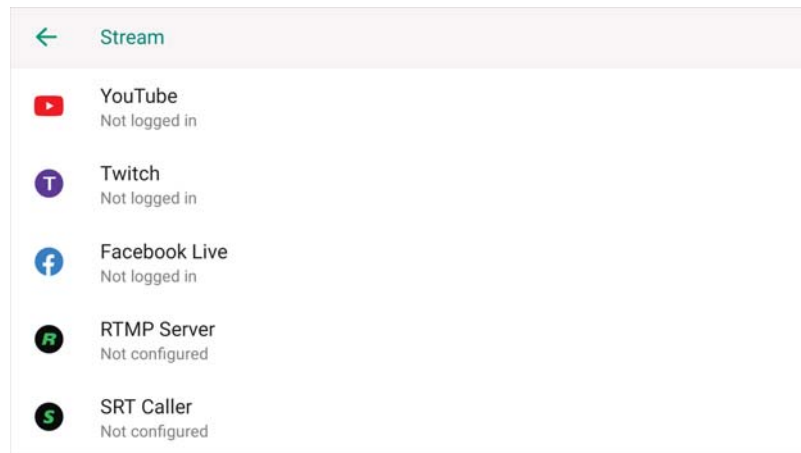 Stream
YouTube
Not logged in
T
Twitch
Not logged in
f
Facebook Live
Not logged in
R
RTMP Server
Not configured
S
SRT Caller
Not configured